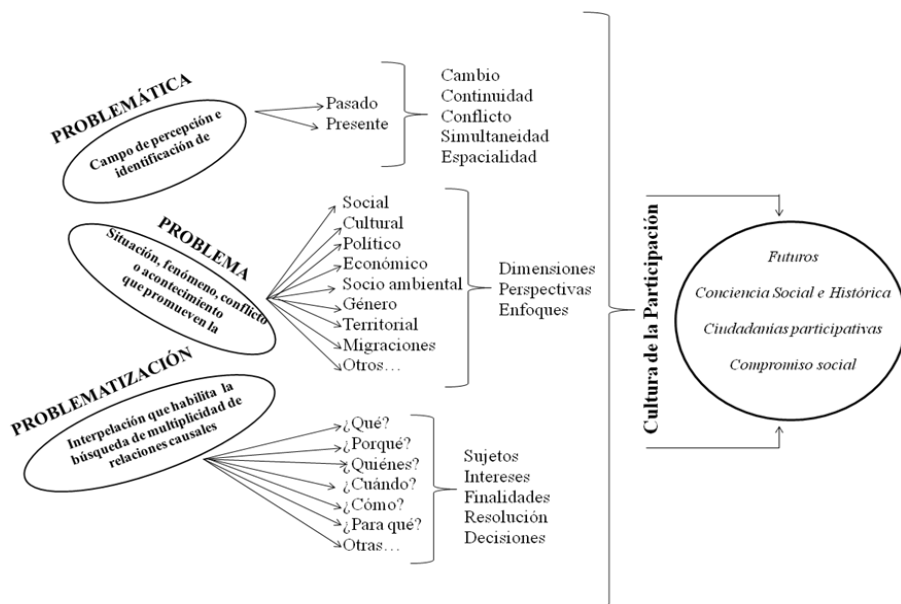 PROBLEMÁTICA
Campo de percepción e
identificación de
Pasado
Presente
Cambio
Continuidad
Conflicto
Simultaneidad
Espacialidad
PROBLEMA
Situación, fenómeno, conflicto
o acontecimiento
que promueven la
Social
Cultural
Político
Económico
Socio ambiental
Género
Territorial
Migraciones
Otros…
Dimensiones
Perspectivas
Enfoques
PROBLEMATIZACIÓN
Interpelación que habilita la
búsqueda de multiplicidad de
relaciones causales
¿Qué?
¿Porqué?
¿Quiénes?
¿Cuándo?
¿Cómo?
¿Para qué?
Otras…
Sujetos
Intereses
Finalidades
Resolución
Decisiones
Cultura de la Participación
Futuros
Conciencia Social e Histórica
Ciudadanías participativas
Compromiso social